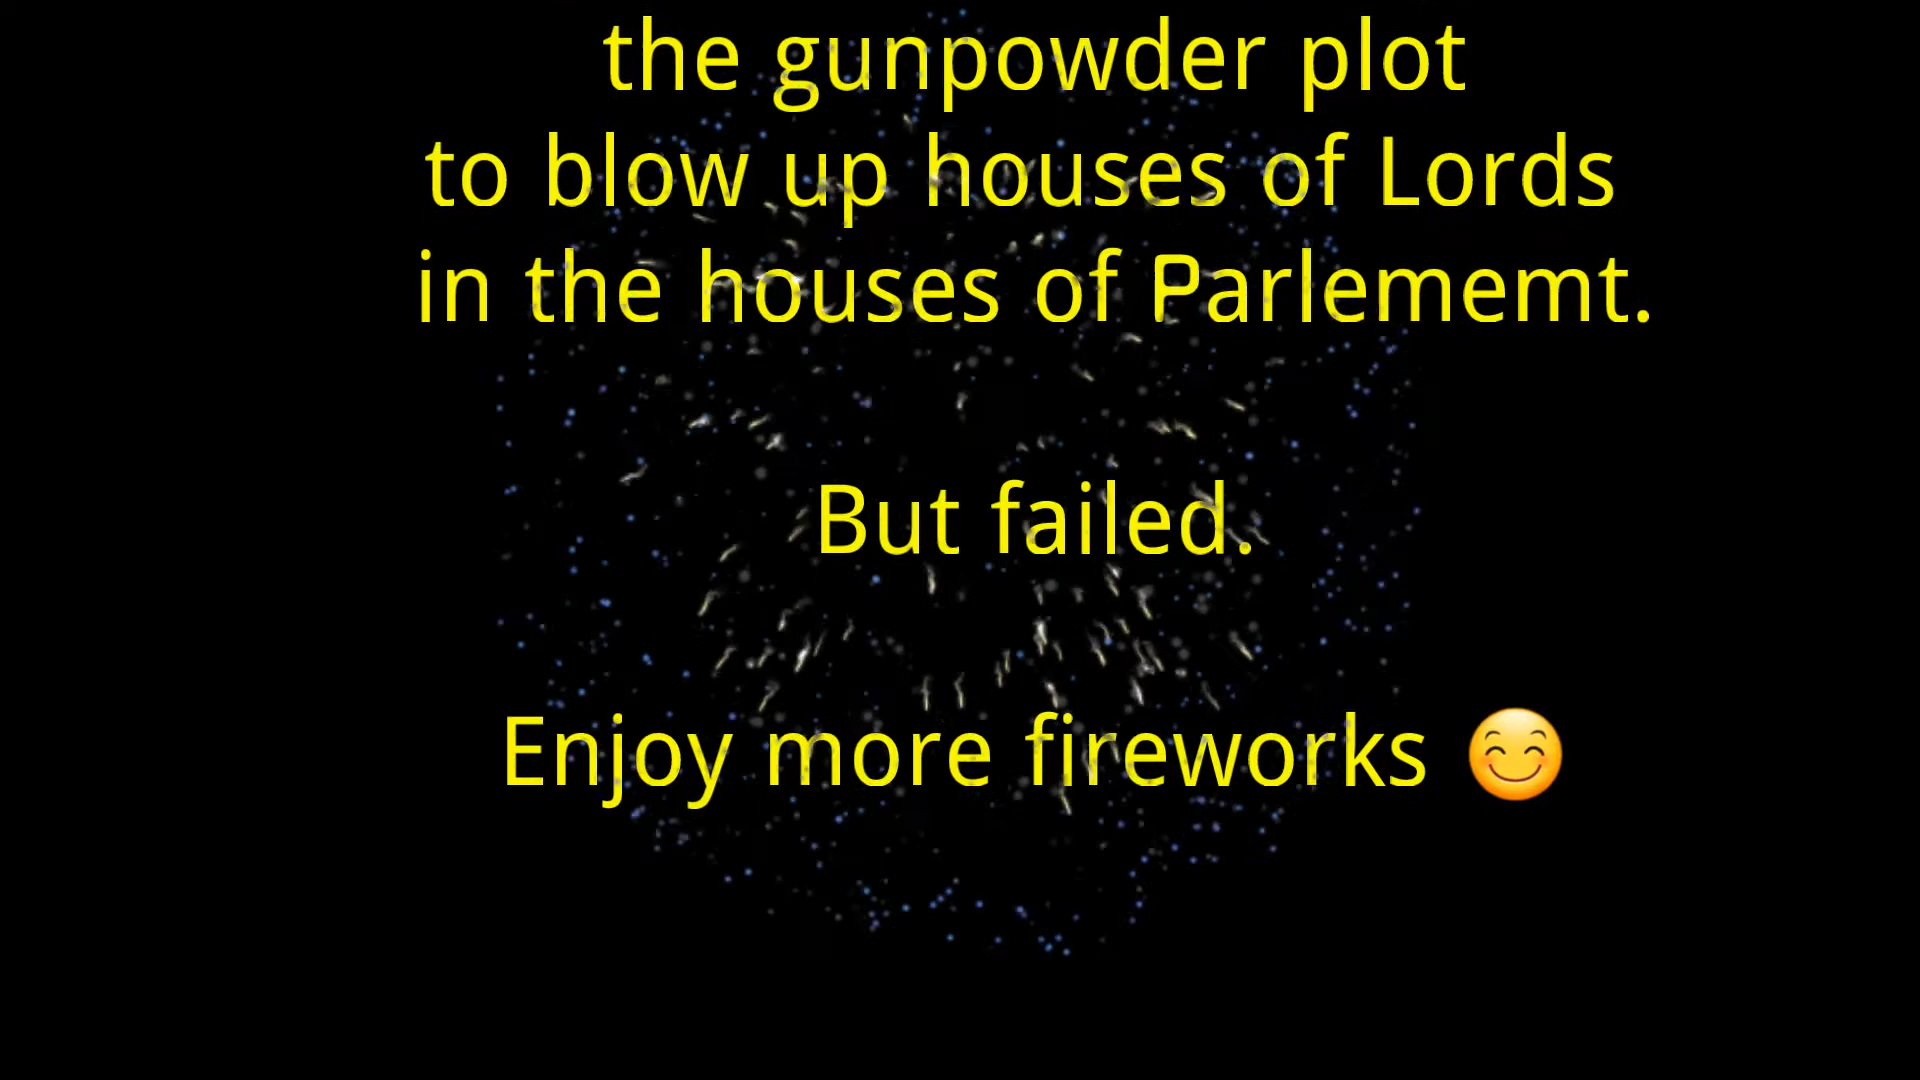 the gunpowder plot
to blow up houses of Lords
in the houses of Parlememt.
But failed.
Enjoy more fireworks 😊